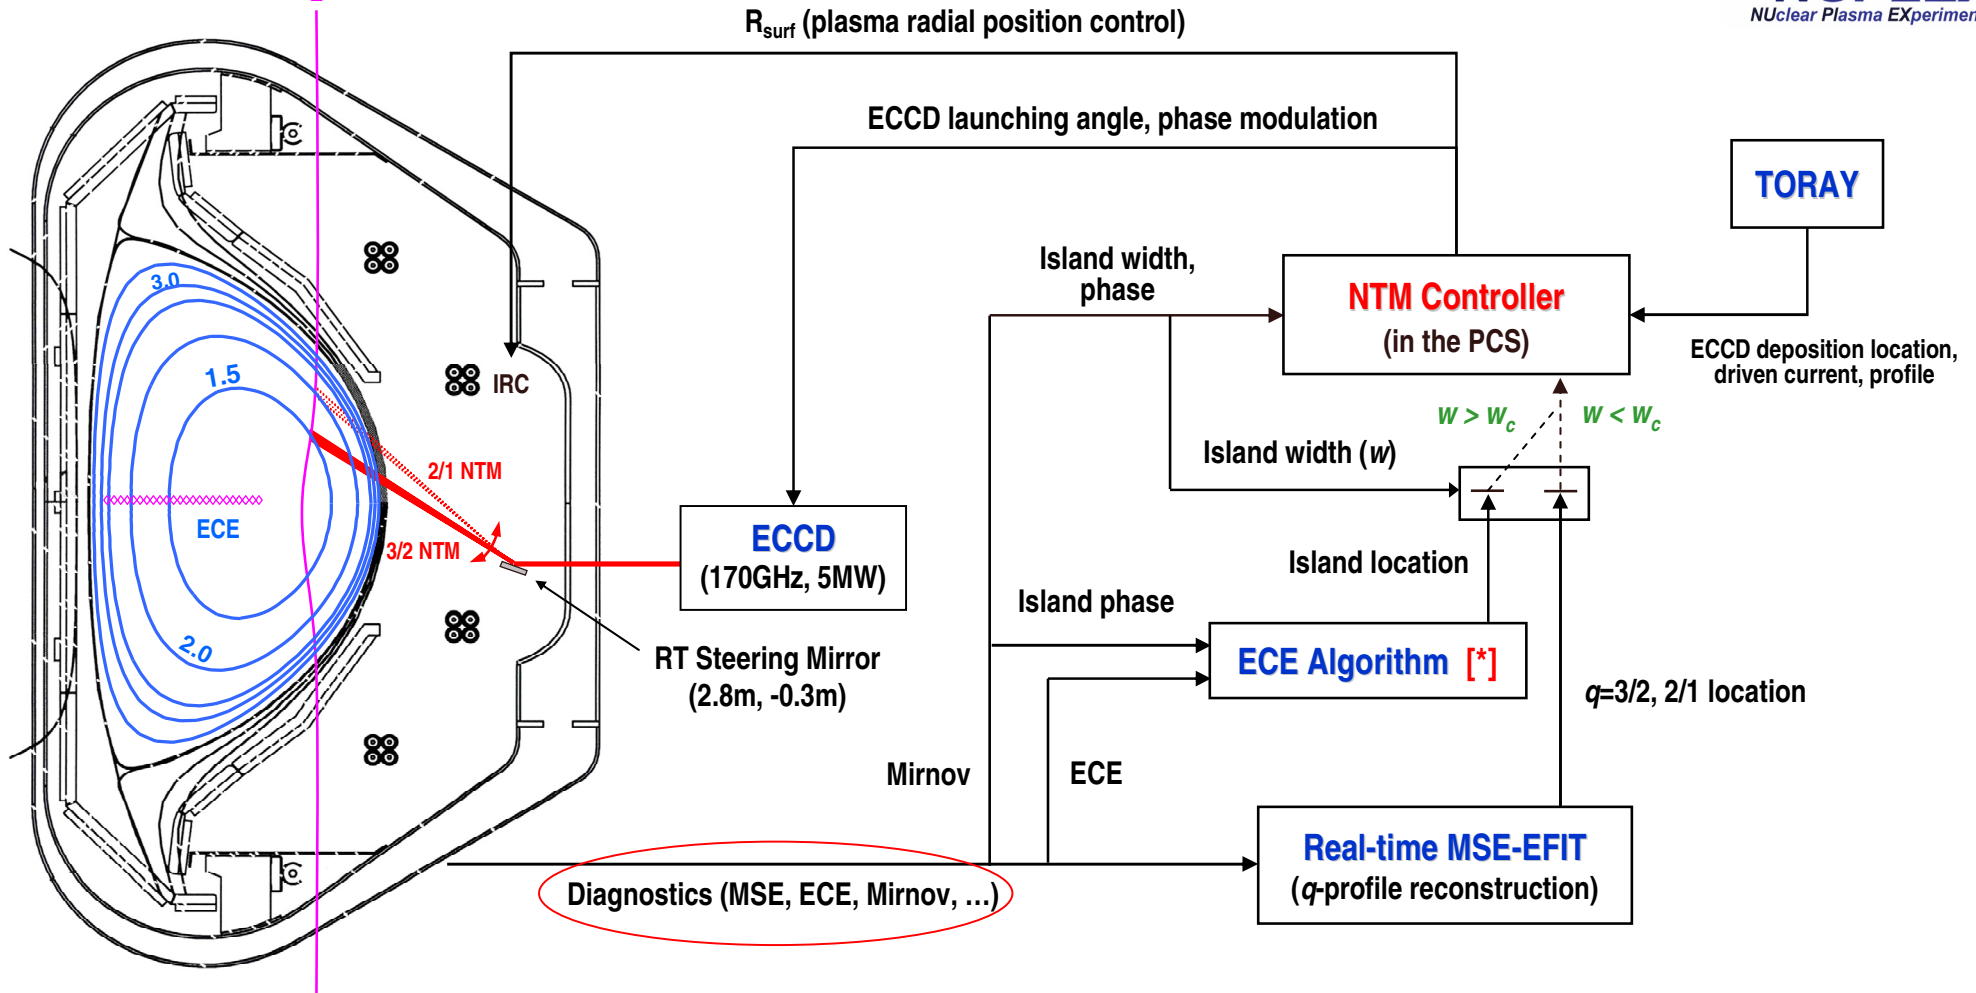 NUclear Plasma EXperimen
R_surf (plasma radial position control)
ECCD launching angle, phase modulation
TORAY
Island width,
phase
NTM Controller
(in the PCS)
ECCD deposition location,
driven current, profile
w > w_c
w < w_c
Island width (w)
3.0
1.5
IRC
2/1 NTM
ECE
3/2 NTM
ECCD
(170GHz, 5MW)
Island location
Island phase
2.0
RT Steering Mirror
(2.8m, -0.3m)
ECE Algorithm [*]
q=3/2, 2/1 location
Mirnov
ECE
Real-time MSE-EFIT
(q-profile reconstruction)
Diagnostics (MSE, ECE, Mirnov, …)